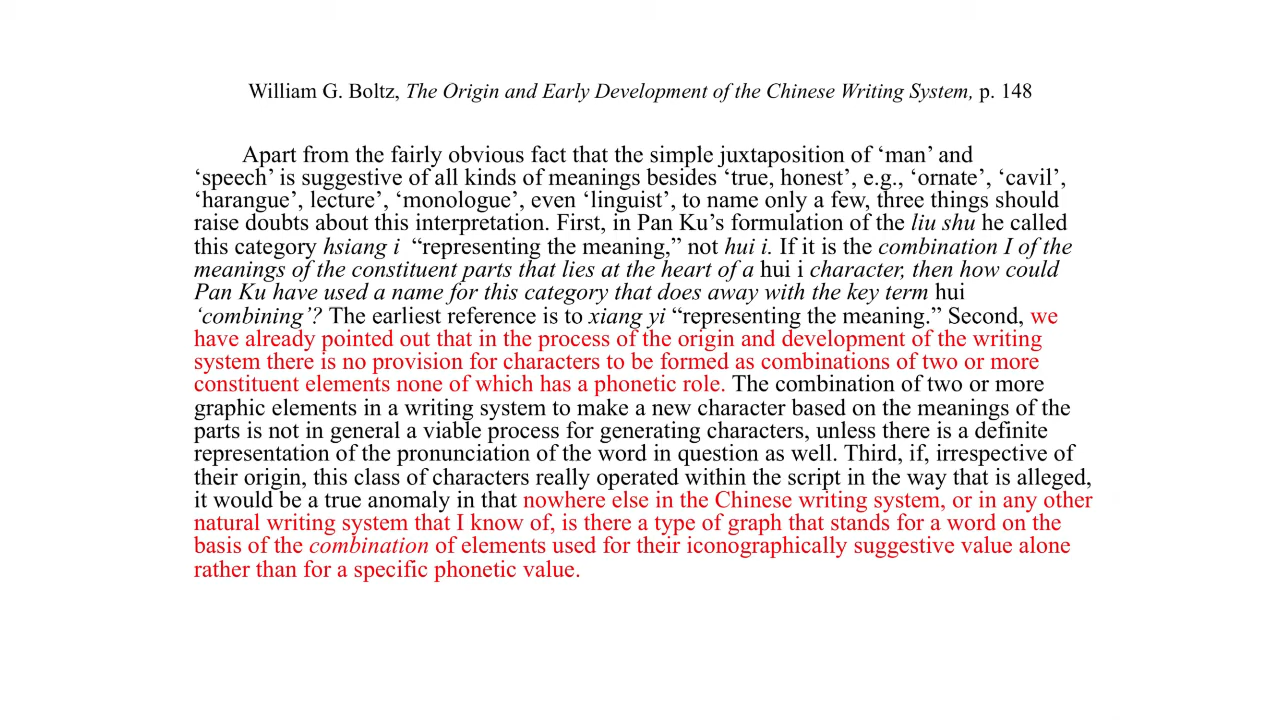 William G. Boltz, The Origin and Early Development of the Chinese Writing System, p. 148
Apart from the fairly obvious fact that the simple juxtaposition of ‘man’ and
‘speech’ is suggestive of all kinds of meanings besides ‘true, honest’, e.g., ‘ornate’, ‘cavil’,
‘harangue’, lecture’, ‘monologue’, even ‘linguist’, to name only a few, three things should
raise doubts about this interpretation. First, in Pan Ku’s formulation of the liu shu he called
this category hsiang i “representing the meaning,” not hui i. If it is the combination I of the
meanings of the constituent parts that lies at the heart of a hui i character, then how could
Pan Ku have used a name for this category that does away with the key term hui
‘combining’? The earliest reference is to xiang yi “representing the meaning.” Second, we
have already pointed out that in the process of the origin and development of the writing
system there is no provision for characters to be formed as combinations of two or more
constituent elements none of which has a phonetic role. The combination of two or more
graphic elements in a writing system to make a new character based on the meanings of the
parts is not in general a viable process for generating characters, unless there is a definite
representation of the pronunciation of the word in question as well. Third, if, irrespective of
their origin, this class of characters really operated within the script in the way that is alleged,
it would be a true anomaly in that nowhere else in the Chinese writing system, or in any other
natural writing system that I know of, is there a type of graph that stands for a word on the
basis of the combination of elements used for their iconographically suggestive value alone
rather than for a specific phonetic value.